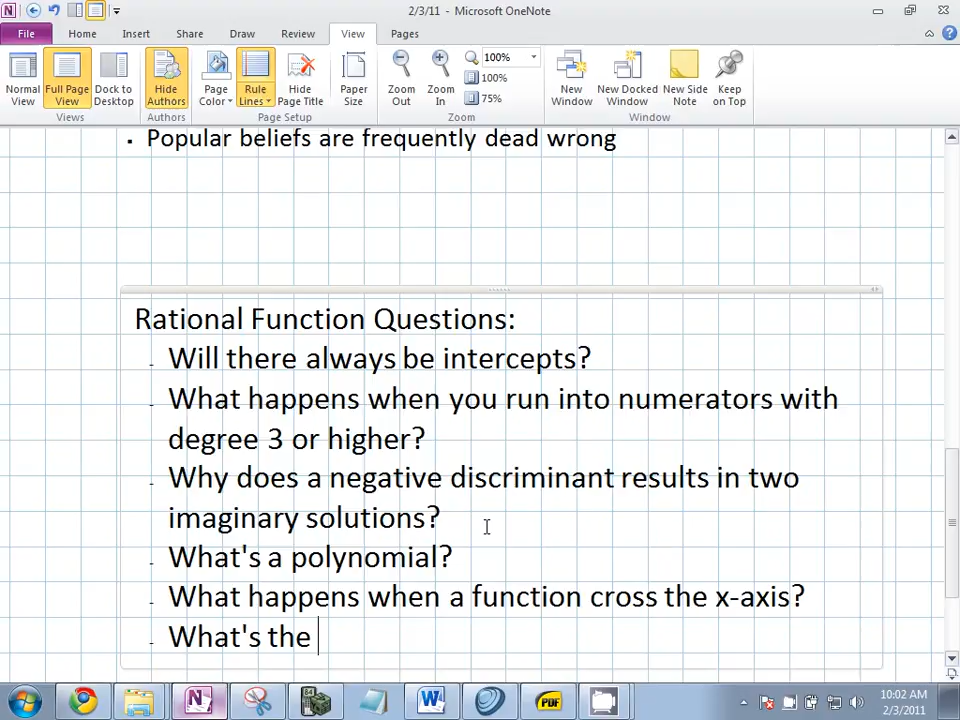 2/3/11 - Microsoft OneNote
File Home Insert Share Draw Review View Pages
Normal View
Full Page View
Dock to Desktop
Views
Hide Authors
Authors
Page Color
Rule Lines
Hide Page Title
Paper Size
Page Setup
Zoom Out
Zoom In
100%
100%
75%
Zoom
New Window
New Docked Window
New Side Note
Keep on Top
Window
▪ Popular beliefs are frequently dead wrong
Rational Function Questions:
- Will there always be intercepts?
- What happens when you run into numerators with
degree 3 or higher?
- Why does a negative discriminant results in two
imaginary solutions?
- What's a polynomial?
- What happens when a function cross the x-axis?
- What's the
84
PDF
10:02 AM
2/3/2011